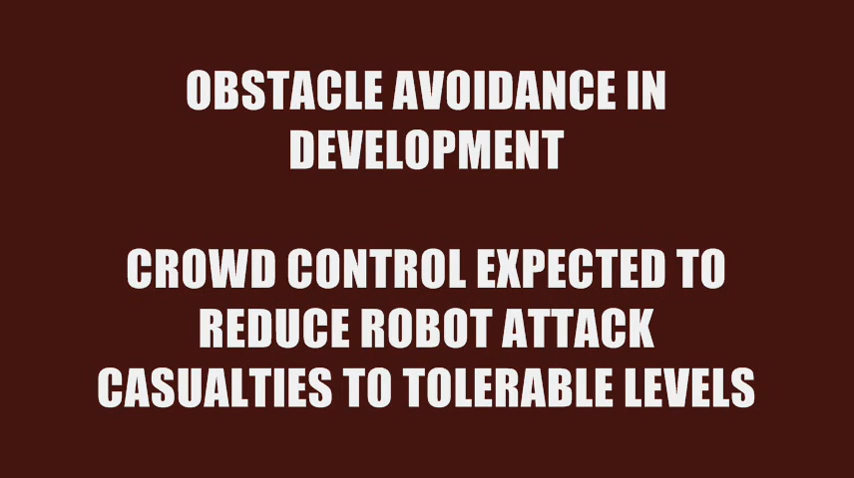 OBSTACLE AVOIDANCE IN
DEVELOPMENT
CROWD CONTROL EXPECTED TO
REDUCE ROBOT ATTACK
CASUALTIES TO TOLERABLE LEVELS